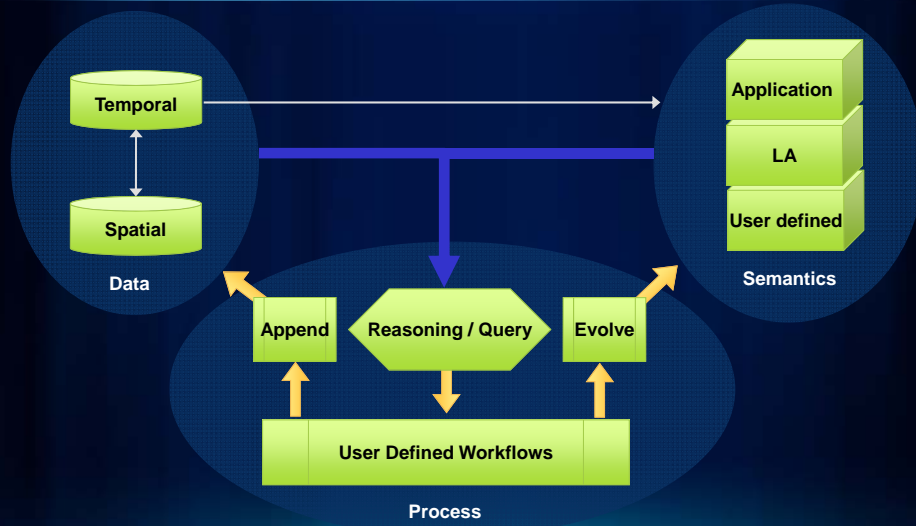 Temporal
Spatial
Data
Application
LA
User defined
Semantics
Append
Reasoning / Query
Evolve
User Defined Workflows
Process